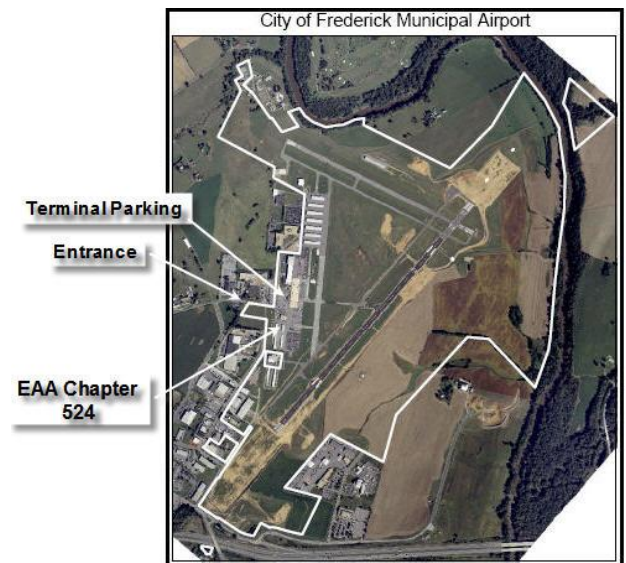 City of Frederick Municipal Airport
Terminal Parking
Entrance
EAA Chapter
524